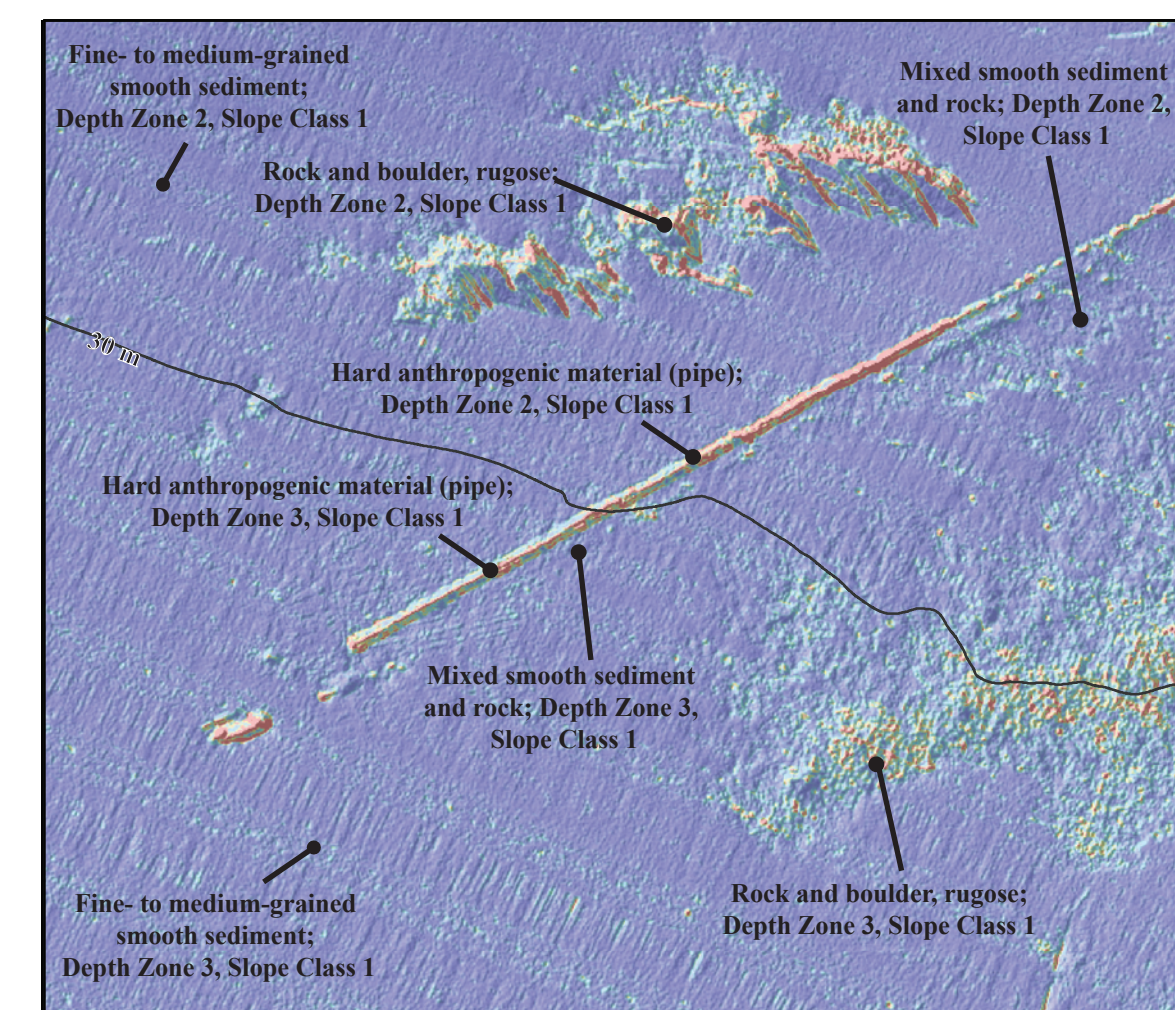 Fine- to medium-grained
smooth sediment;
Depth Zone 2, Slope Class 1
Mixed smooth sediment
and rock; Depth Zone 2,
Slope Class 1
Rock and boulder, rugose;
Depth Zone 2, Slope Class 1
30 m
Hard anthropogenic material (pipe);
Depth Zone 2, Slope Class 1
Hard anthropogenic material (pipe);
Depth Zone 3, Slope Class 1
Mixed smooth sediment
and rock; Depth Zone 3,
Slope Class 1
Fine- to medium-grained
smooth sediment;
Depth Zone 3, Slope Class 1
Rock and boulder, rugose;
Depth Zone 3, Slope Class 1